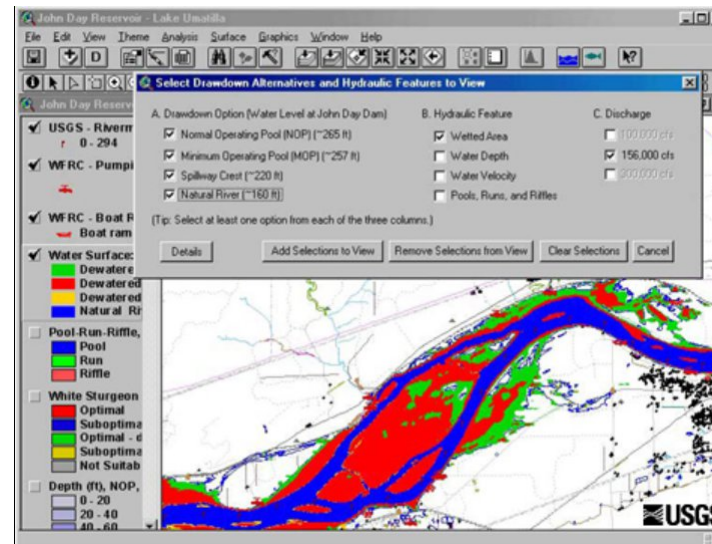 John Day Reservoir - Lake Umatilla
File Edit View Theme Analysis Surface Graphics Window Help
D
Select Drawdown Alternatives and Hydraulic Features to View
John Day Reserv
A. Drawdown Option (Water Level at John Day Dam)
B. Hydraulic Feature
C. Discharge
Normal Operating Pool (NOP) (~265 ft)
Wetted Area
100,000 cfs
Minimum Operating Pool (MOP) (~257 ft)
Water Depth
156,000 cfs
Spillway Crest (~220 ft)
Water Velocity
300,000 cfs
Natural River (~160 ft)
Pools, Runs, and Riffles
(Tip: Select at least one option from each of the three columns.)
Details
Add Selections to View
Remove Selections from View
Clear Selections
Cancel
USGS - Riverm
0 - 294
WFRC - Pumpi
WFRC - Boat R
Boat ram
Water Surface:
Dewatere
Dewatered
Dewatered
Natural Ri
Pool-Run-Riffle,
Pool
Run
Riffle
White Sturgeon
Optimal
Suboptima
Optimal - d
Suboptima
Not Suitab
Depth (ft), NOP,
0 - 20
20 - 40
40 - 60
USGS